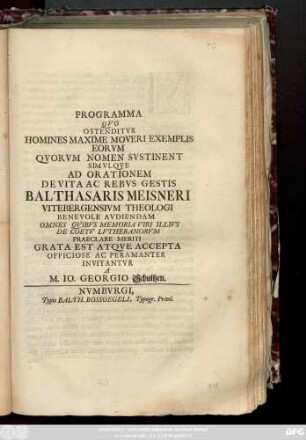 PROGRAMMA
QVO
OSTENDITVR
HOMINES MAXIME MOVERI EXEMPLIS
EORVM
QVORVM NOMEN SVSTINENT
SIMVLQVE
AD ORATIONEM
DE VITA AC REBVS GESTIS
BALTHASARIS MEISNERI
VITEBERGENSIVM THEOLOGI
BENEVOLE AVDIENDAM
OMNES QVIBVS MEMORIA VIRI ILLIVS
DE COETV LVTHERANORVM
PRAECLARE MERITI
GRATA EST ATQVE ACCEPTA
OFFICIOSE AC PERAMANTER
INVITANTVR
A
M. IO. GEORGIO Schultzen.
NVMBVRGI,
Typis BALTH. BOSSOEGELI, Typogr. Privil.